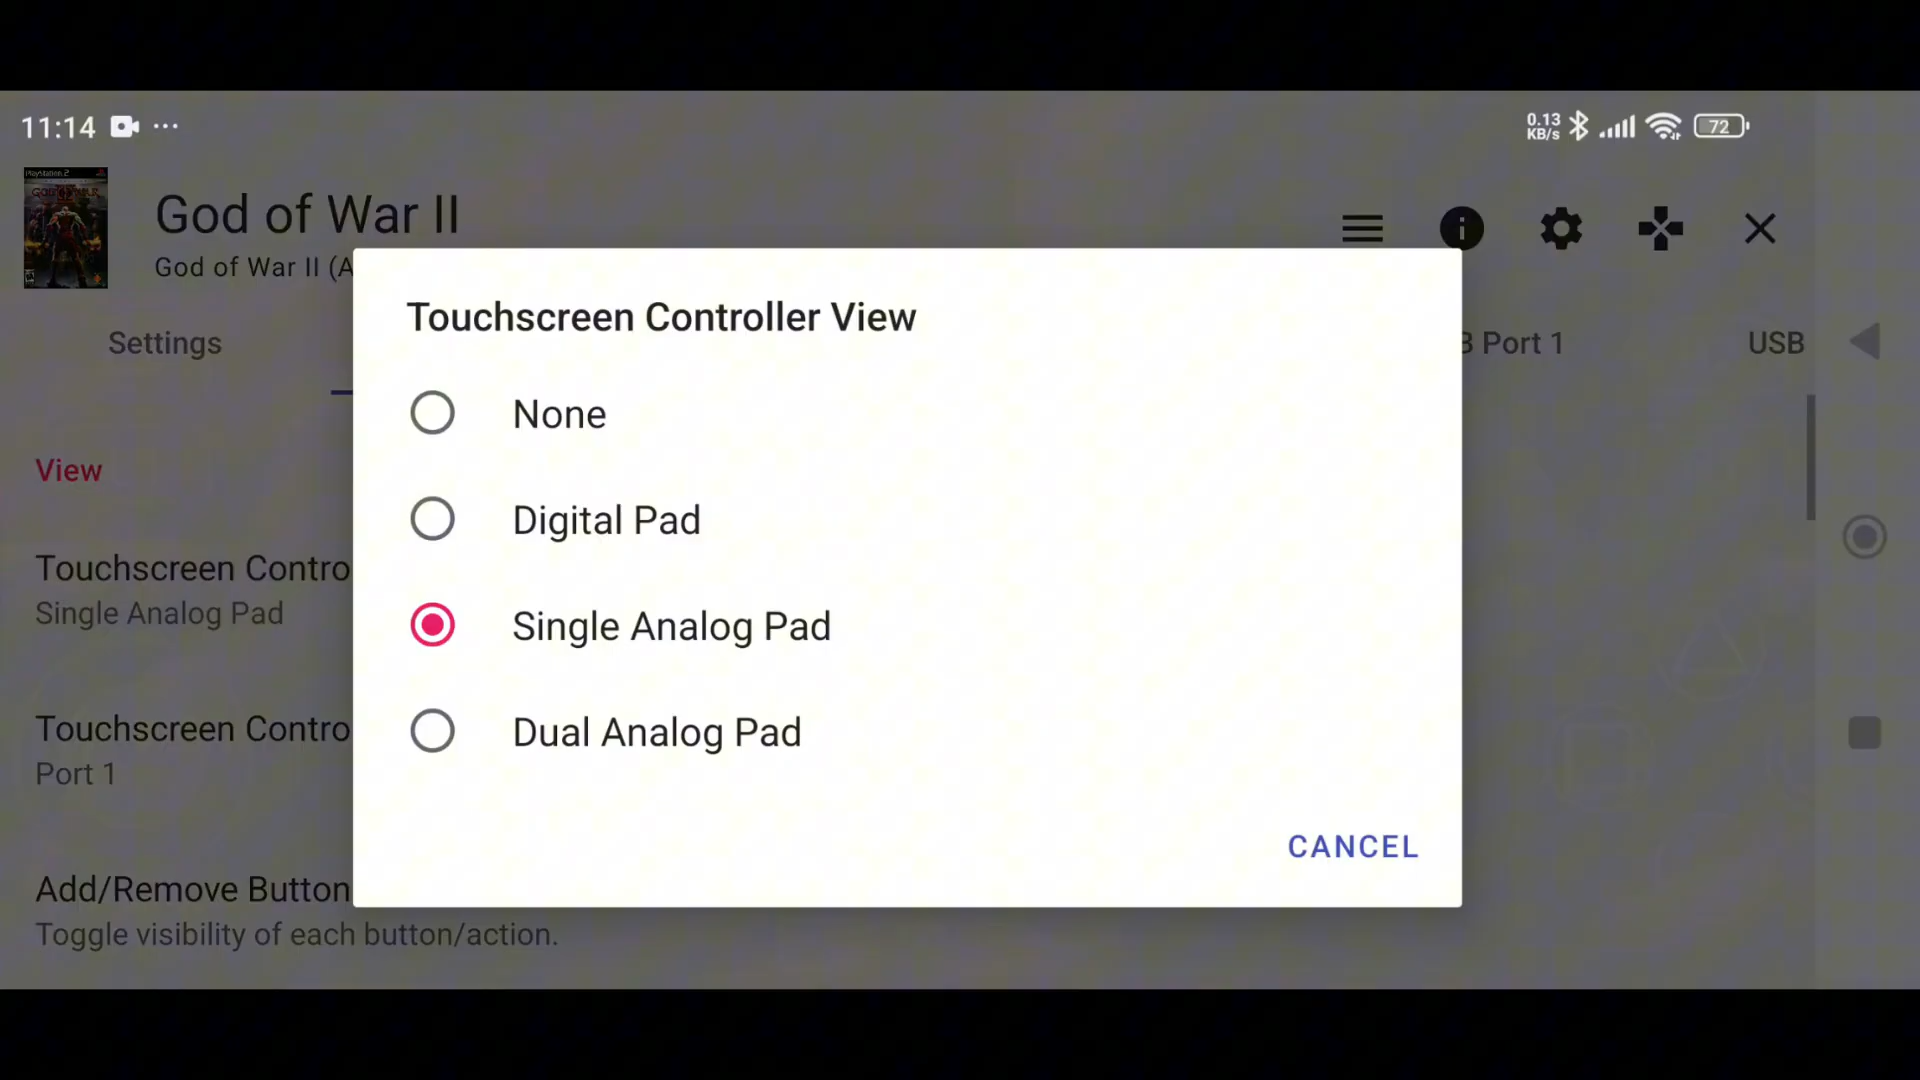 11:14
0.13
KB/s
72
PlayStation 2
God of War II
God of War II (A
Settings
B Port 1
USB
View
Touchscreen Contro
Single Analog Pad
Touchscreen Contro
Port 1
Add/Remove Button
Toggle visibility of each button/action.
Touchscreen Controller View
None
Digital Pad
Single Analog Pad
Dual Analog Pad
CANCEL